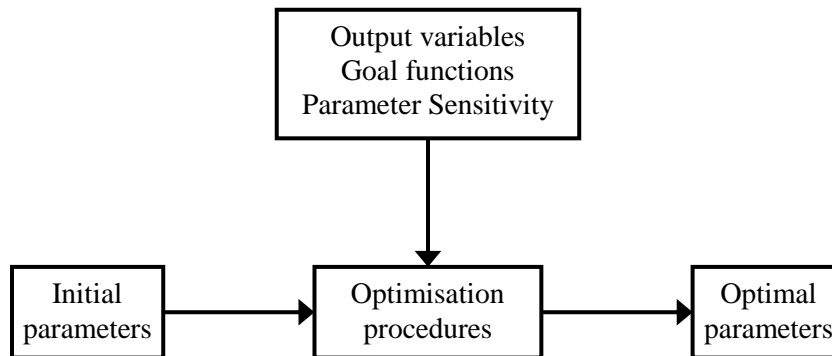 Output variables
Goal functions
Parameter Sensitivity
Initial
parameters
Optimisation
procedures
Optimal
parameters